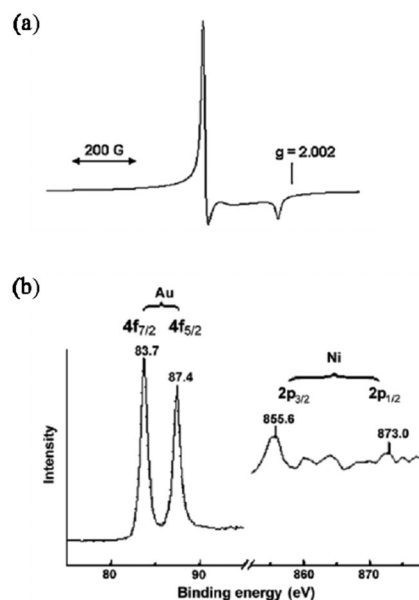 (a)
200 G
g = 2.002
(b)
Au
4f7/2 4f5/2
83.7
87.4
Ni
2p3/2 2p1/2
855.6
873.0
Intensity
80 90 860 870
Binding energy (eV)